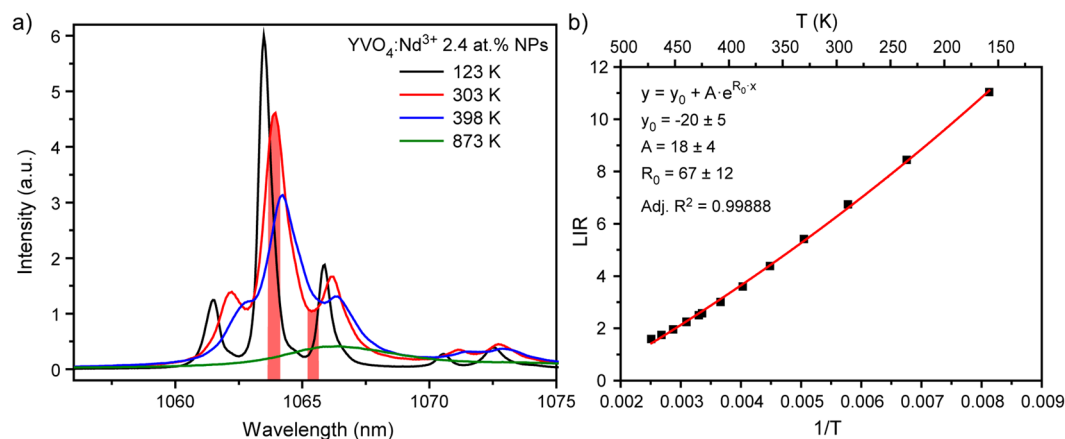 a)
YVO4:Nd3+ 2.4 at.% NPs
123 K
303 K
398 K
873 K
Intensity (a.u.)
6
5
4
3
2
1
0
1060 1065 1070 1075
Wavelength (nm)
b)
T (K)
500 450 400 350 300 250 200 150 100
y = y0 + A·eR0·x
y0 = -20 ± 5
A = 18 ± 4
R0 = 67 ± 12
Adj. R2 = 0.99888
LIR
12
10
8
6
4
2
0
0.002 0.003 0.004 0.005 0.006 0.007 0.008 0.009
1/T